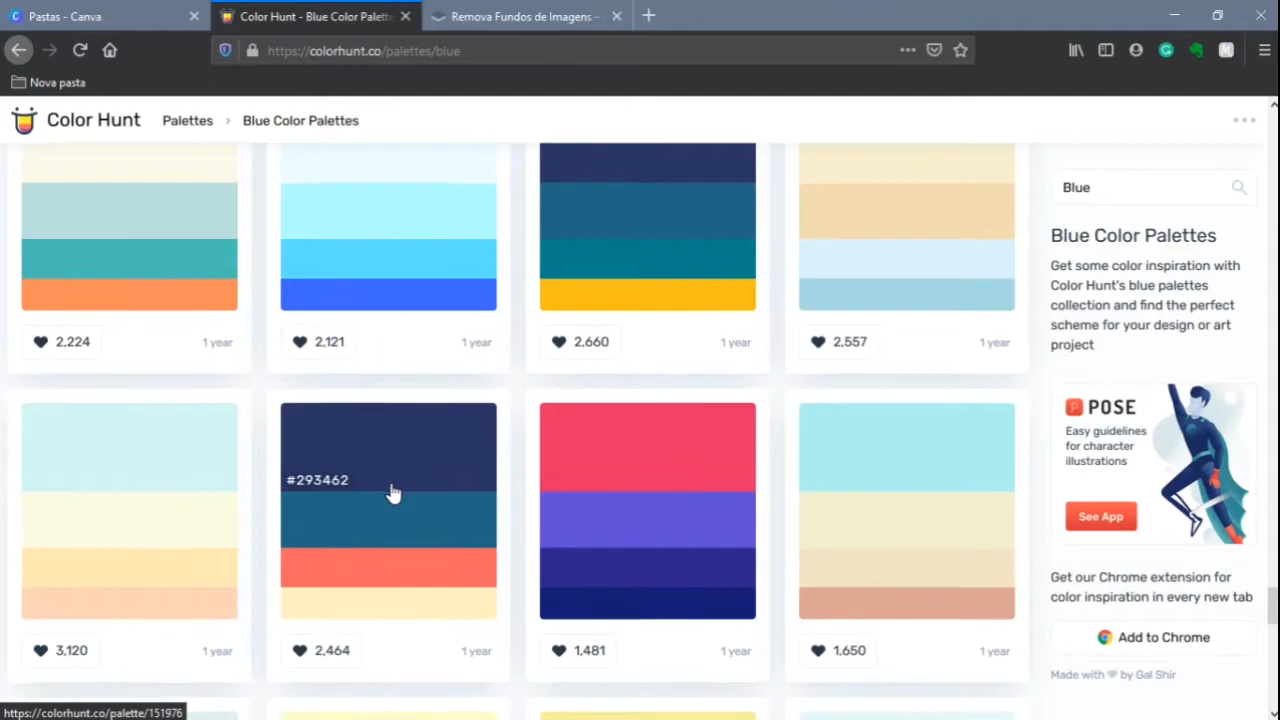 Pastas - Canva
Color Hunt - Blue Color Palett
Remova Fundos de Imagens –
https://colorhunt.co/palettes/blue
Nova pasta
Color Hunt
Palettes › Blue Color Palettes
Blue
Blue Color Palettes
Get some color inspiration with
Color Hunt's blue palettes
collection and find the perfect
scheme for your design or art
project
2,224 1 year
2,121 1 year
2,660 1 year
2,557 1 year
POSE
Easy guidelines
for character
illustrations
See App
#293462
Get our Chrome extension for
color inspiration in every new tab
Add to Chrome
Made with ♥ by Gal Shir
3,120 1 year
2,464 1 year
1,481 1 year
1,650 1 year
https://colorhunt.co/palette/151976